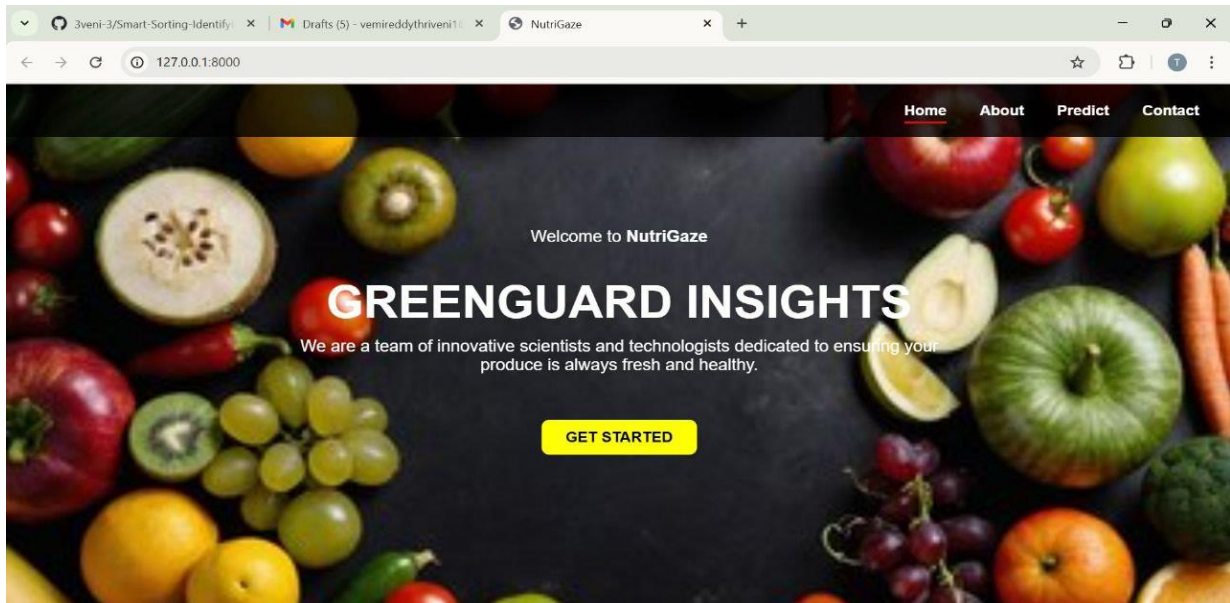 3veni-3/Smart-Sorting-Identify
Drafts (5) - vemireddythriveni1
NutriGaze
127.0.0.1:8000
T
Home About Predict Contact
Welcome to NutriGaze
GREENGUARD INSIGHTS
We are a team of innovative scientists and technologists dedicated to ensuring your
produce is always fresh and healthy.
GET STARTED